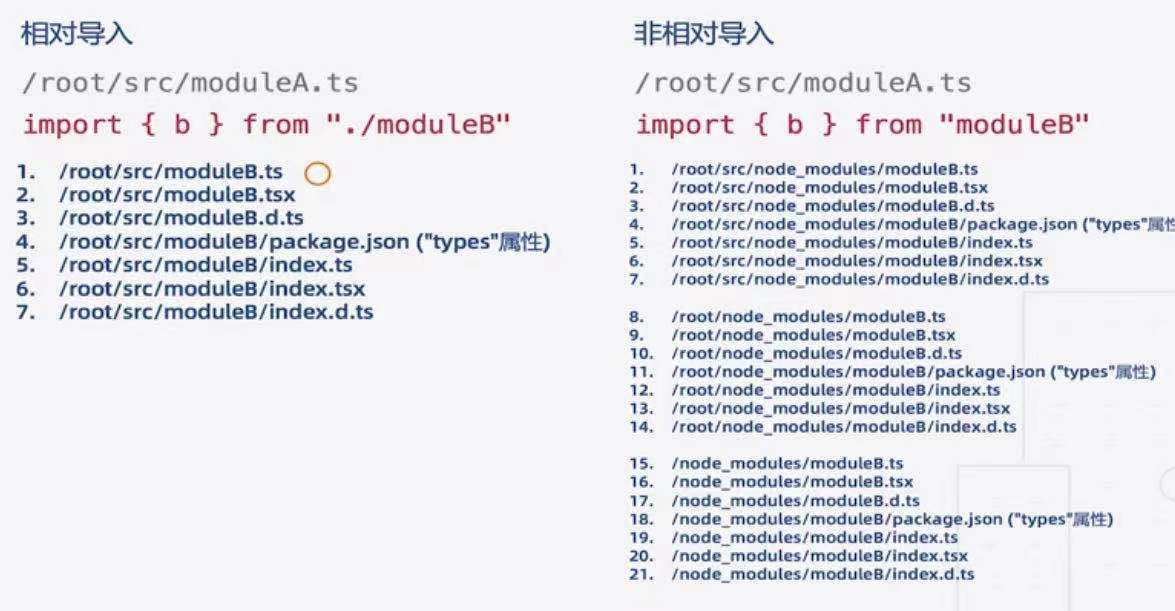 相对导入
/root/src/moduleA.ts
import { b } from "./moduleB"
1. /root/src/moduleB.ts
2. /root/src/moduleB.tsx
3. /root/src/moduleB.d.ts
4. /root/src/moduleB/package.json ("types"属性)
5. /root/src/moduleB/index.ts
6. /root/src/moduleB/index.tsx
7. /root/src/moduleB/index.d.ts
非相对导入
/root/src/moduleA.ts
import { b } from "moduleB"
1. /root/src/node_modules/moduleB.ts
2. /root/src/node_modules/moduleB.tsx
3. /root/src/node_modules/moduleB.d.ts
4. /root/src/node_modules/moduleB/package.json ("types"属性
5. /root/src/node_modules/moduleB/index.ts
6. /root/src/node_modules/moduleB/index.tsx
7. /root/src/node_modules/moduleB/index.d.ts
8. /root/node_modules/moduleB.ts
9. /root/node_modules/moduleB.tsx
10. /root/node_modules/moduleB.d.ts
11. /root/node_modules/moduleB/package.json ("types"属性)
12. /root/node_modules/moduleB/index.ts
13. /root/node_modules/moduleB/index.tsx
14. /root/node_modules/moduleB/index.d.ts
15. /node_modules/moduleB.ts
16. /node_modules/moduleB.tsx
17. /node_modules/moduleB.d.ts
18. /node_modules/moduleB/package.json ("types"属性)
19. /node_modules/moduleB/index.ts
20. /node_modules/moduleB/index.tsx
21. /node_modules/moduleB/index.d.ts